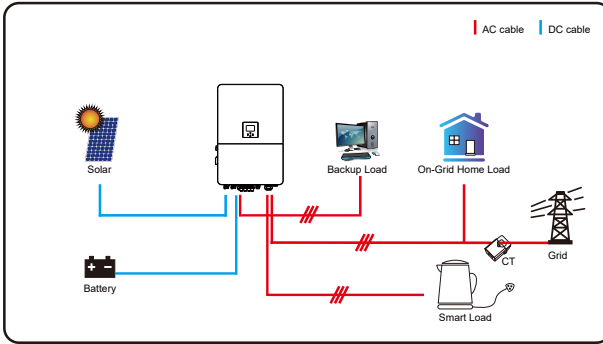 AC cable
DC cable
Solar
Backup Load
On-Grid Home Load
CT
Grid
Battery
Smart Load